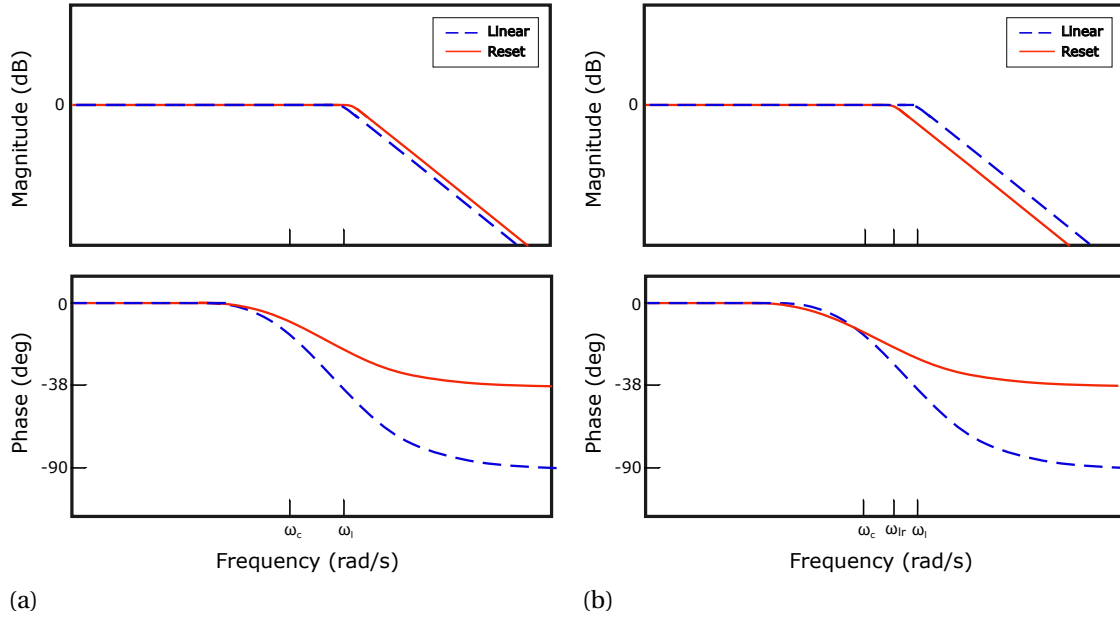 Linear
Reset
Magnitude (dB)
0
Phase (deg)
0
-38
-90
ωc
ωl
Frequency (rad/s)
(a)
Linear
Reset
Magnitude (dB)
0
Phase (deg)
0
-38
-90
ωc
ωlr
ωl
Frequency (rad/s)
(b)